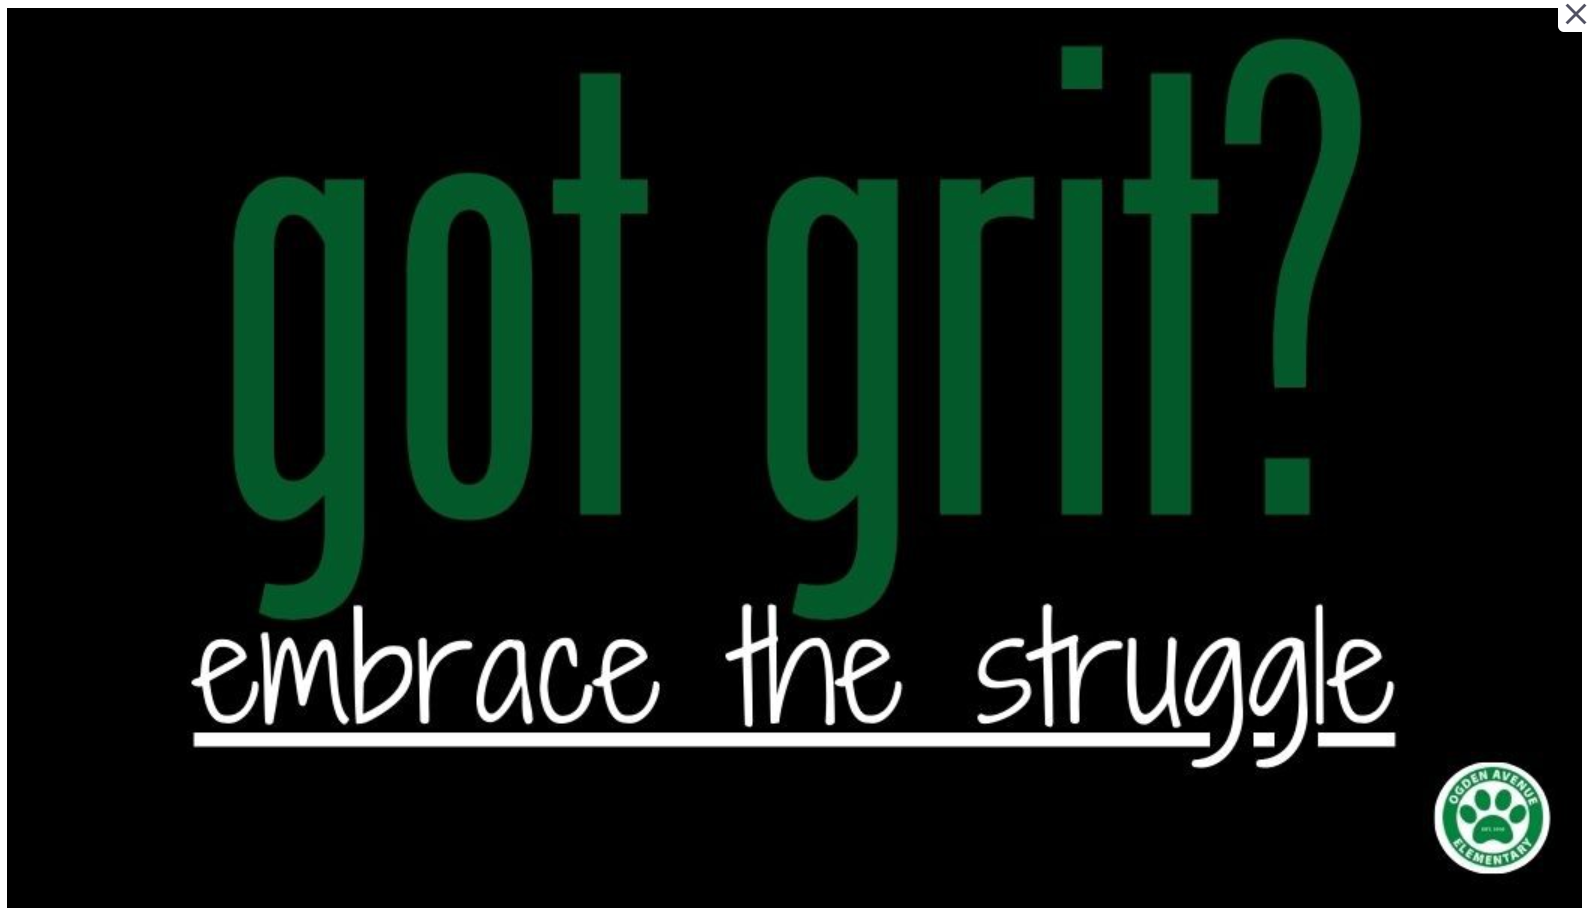 got grit?
embrace the struggle
OGDEN AVENUE
ELEMENTARY